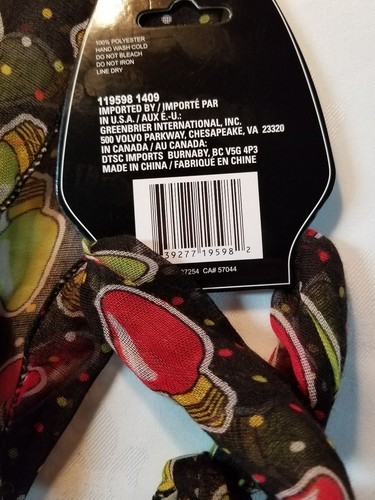 100% POLYESTER
HAND WASH COLD
DO NOT BLEACH
DO NOT IRON
LINE DRY
119598 1409
IMPORTED BY / IMPORTÉ PAR
IN U.S.A. / AUX É.-U.:
GREENBRIER INTERNATIONAL, INC.
500 VOLVO PARKWAY, CHESAPEAKE, VA 23320
IN CANADA / AU CANADA:
DTSC IMPORTS BURNABY, BC V5G 4P3
MADE IN CHINA / FABRIQUÉ EN CHINE
39277 19598 2
27254 CA# 57044